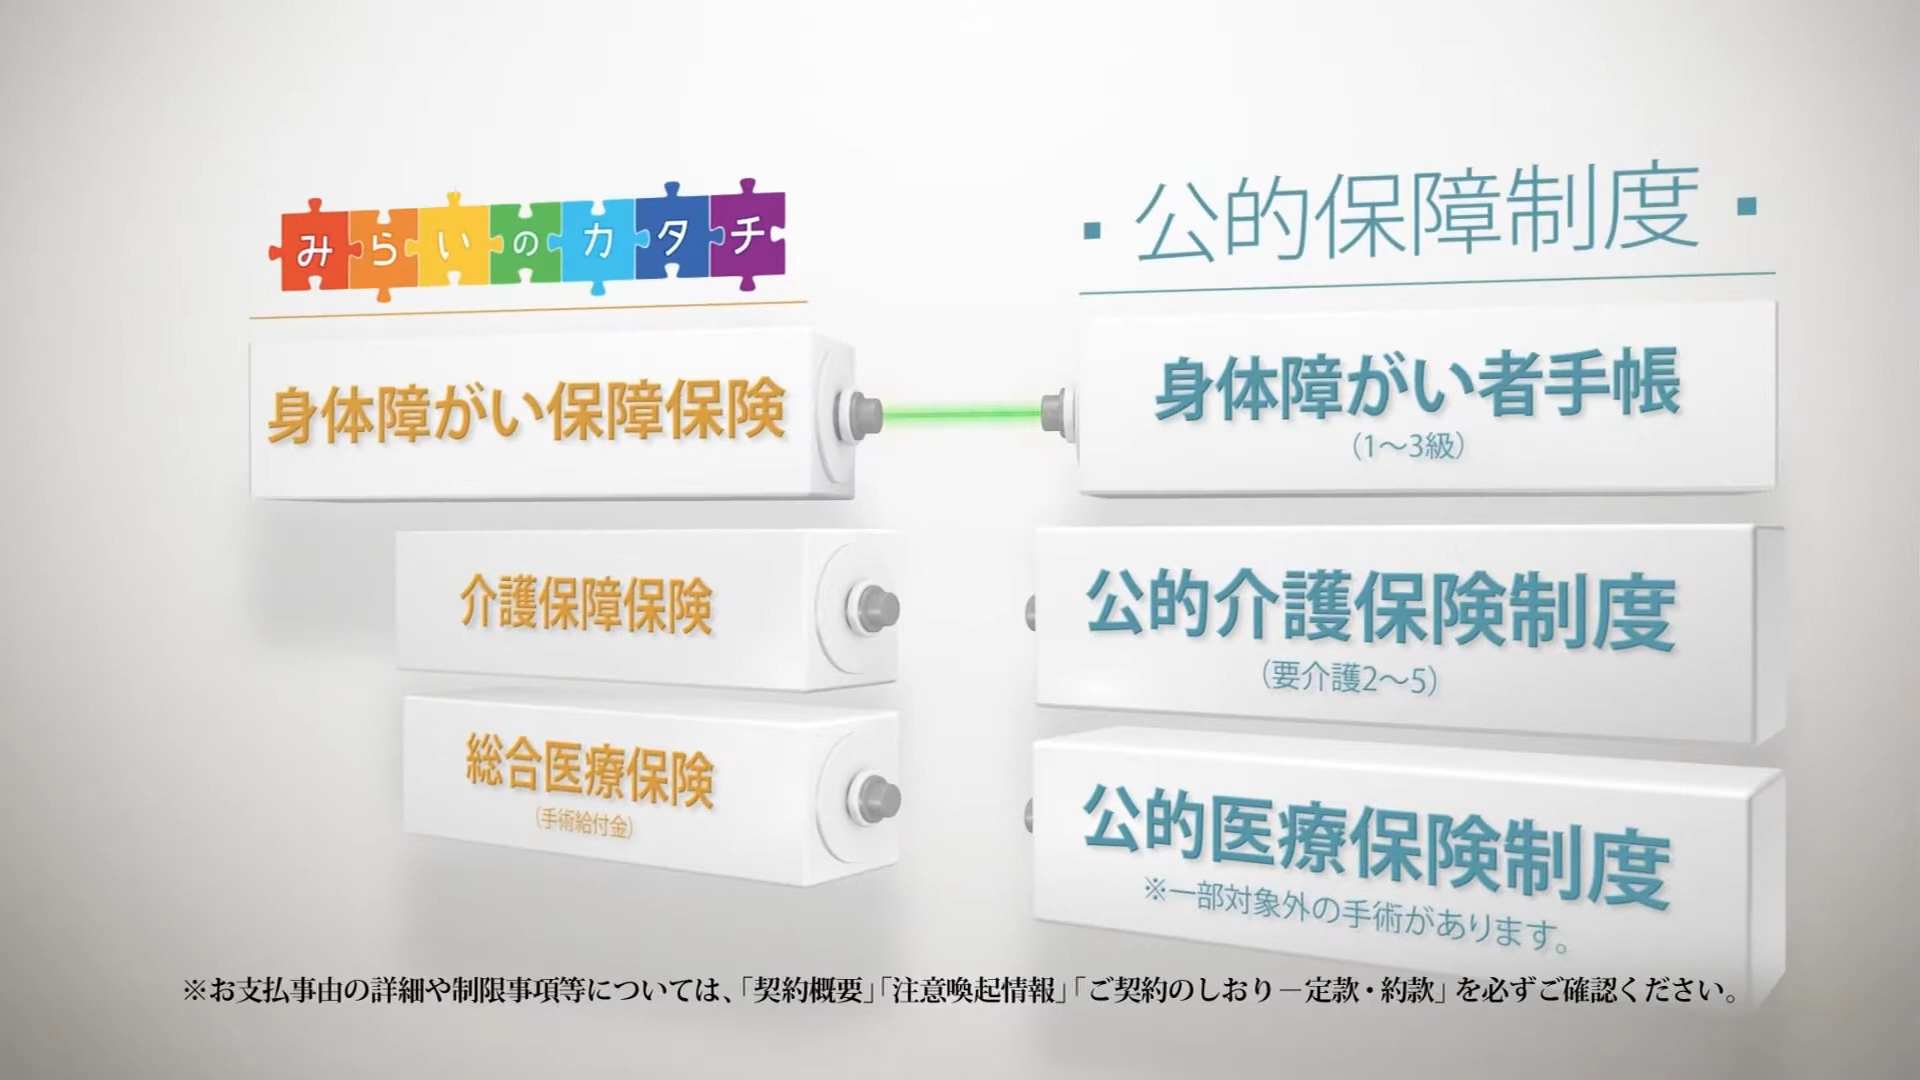 みらいのカタチ
身体障がい保障保険
介護保障保険
総合医療保険
(手術給付金)
▪ 公的保障制度 ▪
身体障がい者手帳
(1～3級)
公的介護保険制度
(要介護2～5)
公的医療保険制度
※一部対象外の手術があります。
※お支払事由の詳細や制限事項等については、「契約概要」「注意喚起情報」「ご契約のしおり－定款・約款」を必ずご確認ください。